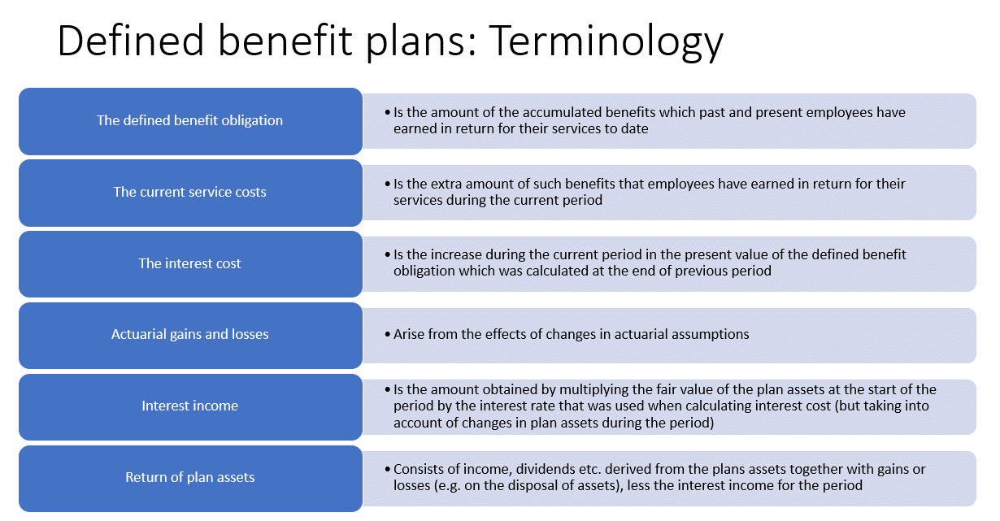 Defined benefit plans: Terminology
The defined benefit obligation
•Is the amount of the accumulated benefits which past and present employees have
earned in return for their services to date
The current service costs
•Is the extra amount of such benefits that employees have earned in return for their
services during the current period
The interest cost
•Is the increase during the current period in the present value of the defined benefit
obligation which was calculated at the end of previous period
Actuarial gains and losses
•Arise from the effects of changes in actuarial assumptions
Interest income
•Is the amount obtained by multiplying the fair value of the plan assets at the start of the
period by the interest rate that was used when calculating interest cost (but taking into
account of changes in plan assets during the period)
Return of plan assets
•Consists of income, dividends etc. derived from the plans assets together with gains or
losses (e.g. on the disposal of assets), less the interest income for the period